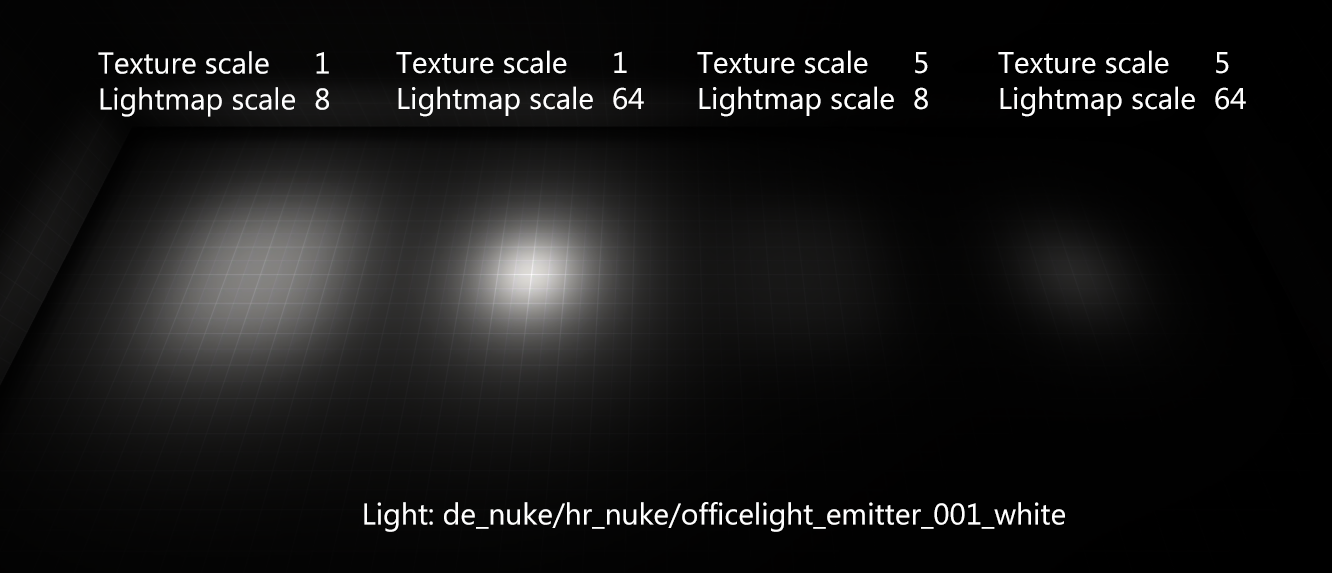 Texture scale 1 Texture scale 1 Texture scale 5 Texture scale 5
Lightmap scale 8 Lightmap scale 64 Lightmap scale 8 Lightmap scale 64
Light: de_nuke/hr_nuke/officelight_emitter_001_white